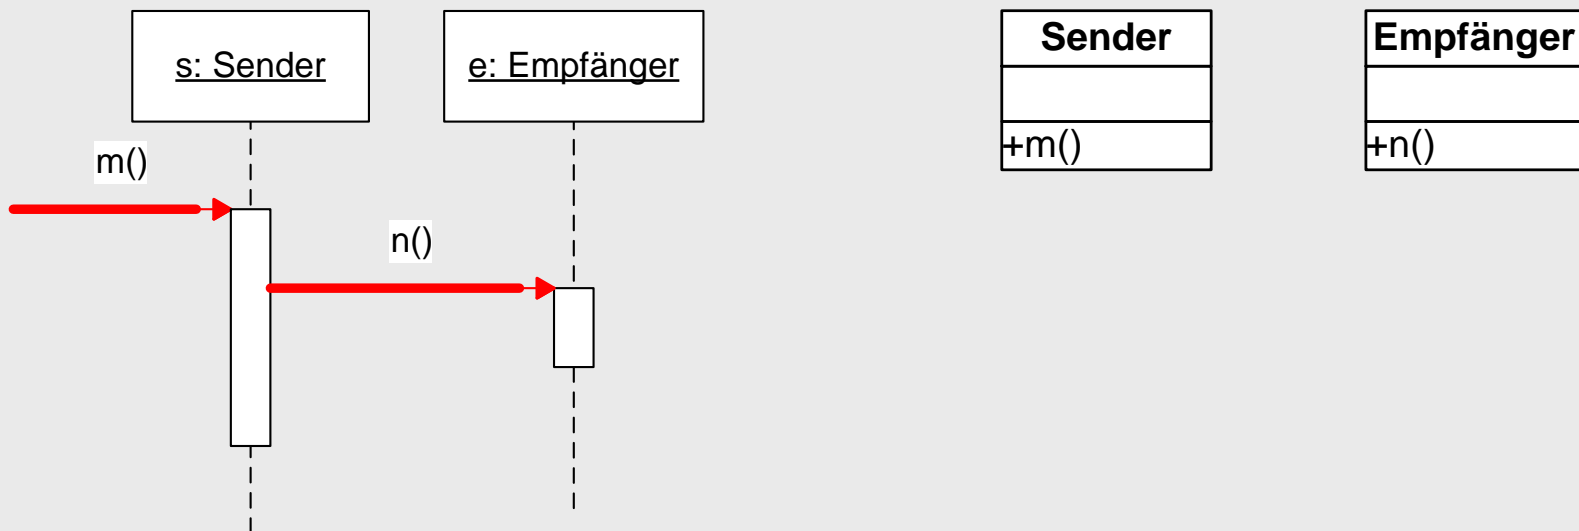 s: Sender
e: Empfänger
m()
n()
Sender
+m()
Empfänger
+n()